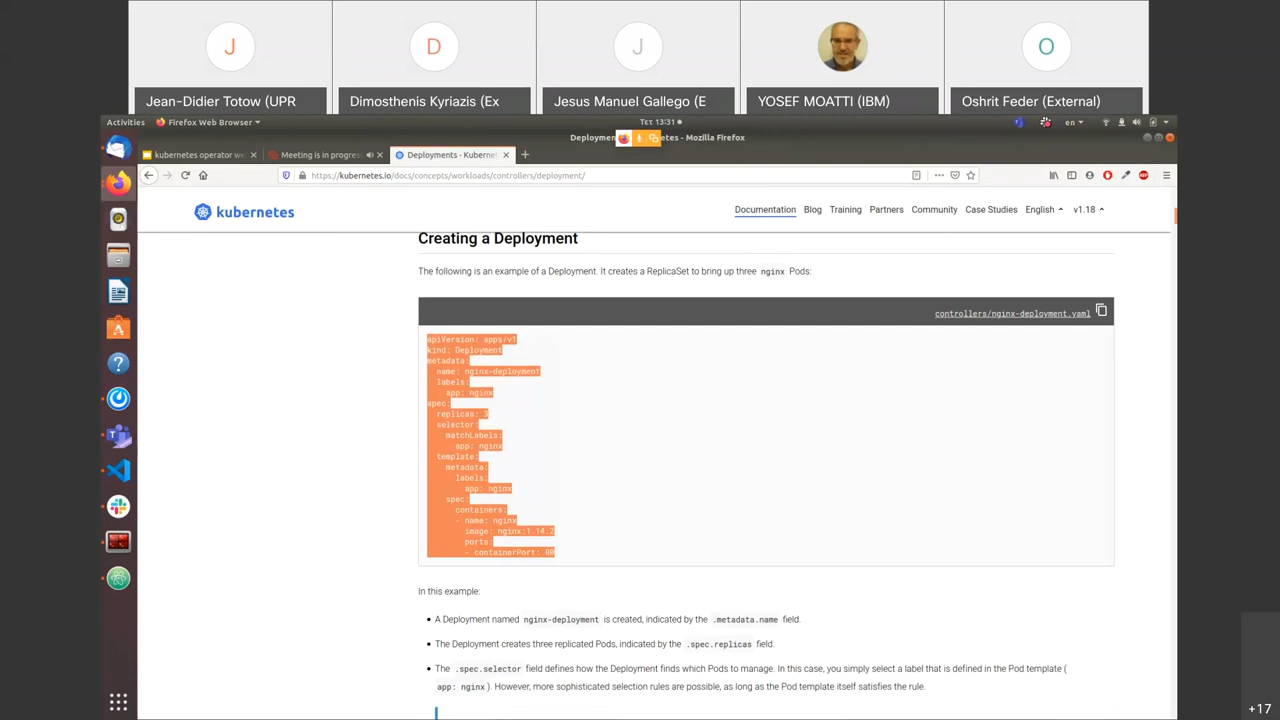 J
D
J
O
Jean-Didier Totow (UPR
Dimosthenis Kyriazis (Ex
Jesus Manuel Gallego (E
YOSEF MOATTI (IBM)
Oshrit Feder (External)
Activities
Firefox Web Browser
Τετ 13:31
en
Deploymen
etes - Mozilla Firefox
kubernetes operator we
Meeting is in progres
Deployments - Kuberne
https://kubernetes.io/docs/concepts/workloads/controllers/deployment/
kubernetes
Documentation Blog Training Partners Community Case Studies English v1.18
Creating a Deployment
The following is an example of a Deployment. It creates a ReplicaSet to bring up three nginx Pods:
controllers/nginx-deployment.yaml
apiVersion: apps/v1
kind: Deployment
metadata:
name: nginx-deployment
labels:
app: nginx
spec:
replicas: 3
selector:
matchLabels:
app: nginx
template:
metadata:
labels:
app: nginx
spec:
containers:
- name: nginx
image: nginx:1.14.2
ports:
- containerPort: 80
In this example:
• A Deployment named nginx-deployment is created, indicated by the .metadata.name field.
• The Deployment creates three replicated Pods, indicated by the .spec.replicas field.
• The .spec.selector field defines how the Deployment finds which Pods to manage. In this case, you simply select a label that is defined in the Pod template (
app: nginx ). However, more sophisticated selection rules are possible, as long as the Pod template itself satisfies the rule.
+17